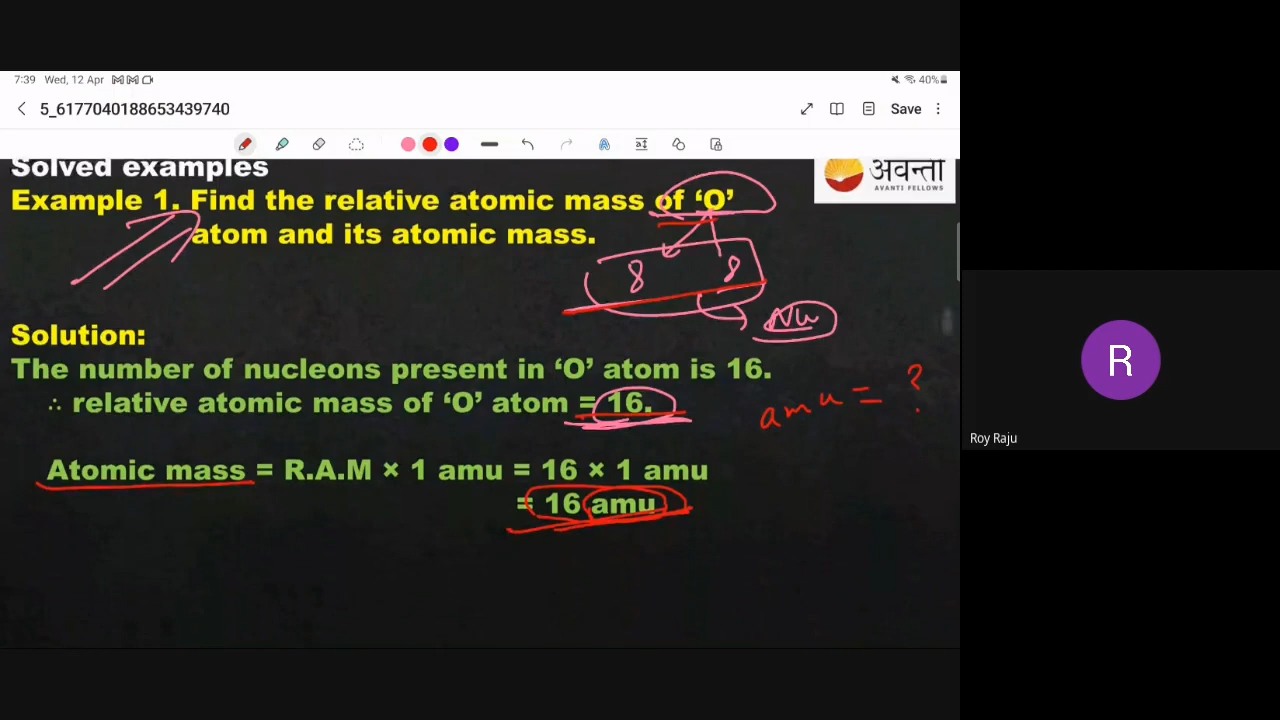 7:39 Wed, 12 Apr
40%
5_6177040188653439740
Save
Solved examples
अवन्ती
AVANTI FELLOWS
Example 1. Find the relative atomic mass of ‘O’
atom and its atomic mass.
8 8
Solution:
The number of nucleons present in ‘O’ atom is 16.
∴ relative atomic mass of ‘O’ atom = 16.
amu = ?
Atomic mass = R.A.M × 1 amu = 16 × 1 amu
= 16 amu
R
Roy Raju